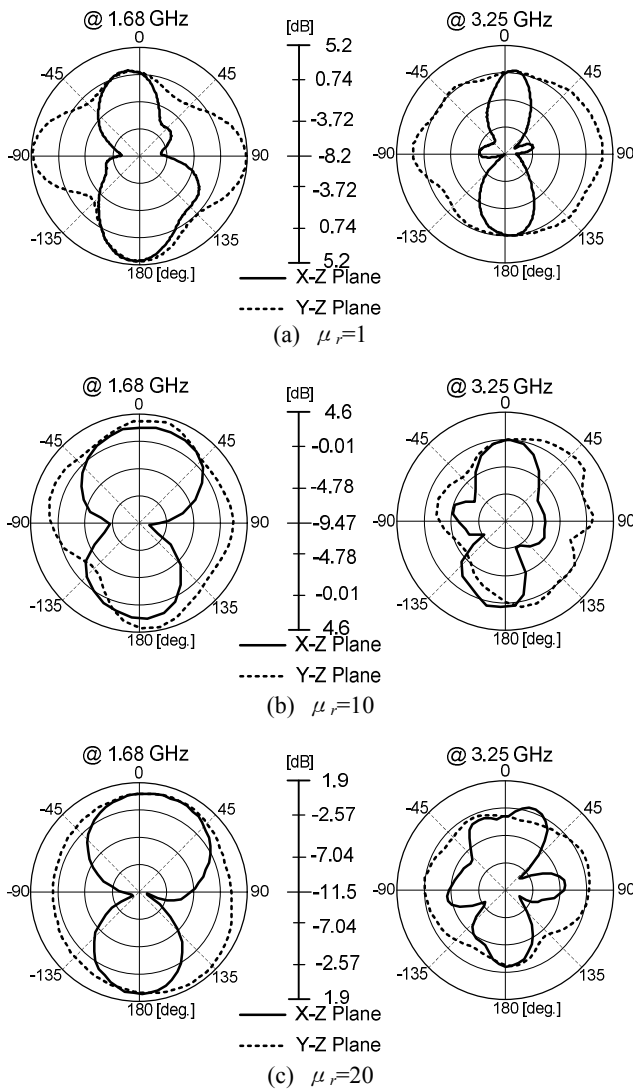 @ 1.68 GHz
0
-45
45
-90
90
-135
135
180 [deg.]
[dB]
5.2
0.74
-3.72
-8.2
-3.72
0.74
5.2
@ 3.25 GHz
0
-45
45
-90
90
-135
135
180 [deg.]
X-Z Plane
Y-Z Plane
(a) μr=1
@ 1.68 GHz
0
-45
45
-90
90
-135
135
180 [deg.]
[dB]
4.6
-0.01
-4.78
-9.47
-4.78
-0.01
4.6
@ 3.25 GHz
0
-45
45
-90
90
-135
135
180 [deg.]
X-Z Plane
Y-Z Plane
(b) μr=10
@ 1.68 GHz
0
-45
45
-90
90
-135
135
180 [deg.]
[dB]
1.9
-2.57
-7.04
-11.5
-7.04
-2.57
1.9
@ 3.25 GHz
0
-45
45
-90
90
-135
135
180 [deg.]
X-Z Plane
Y-Z Plane
(c) μr=20